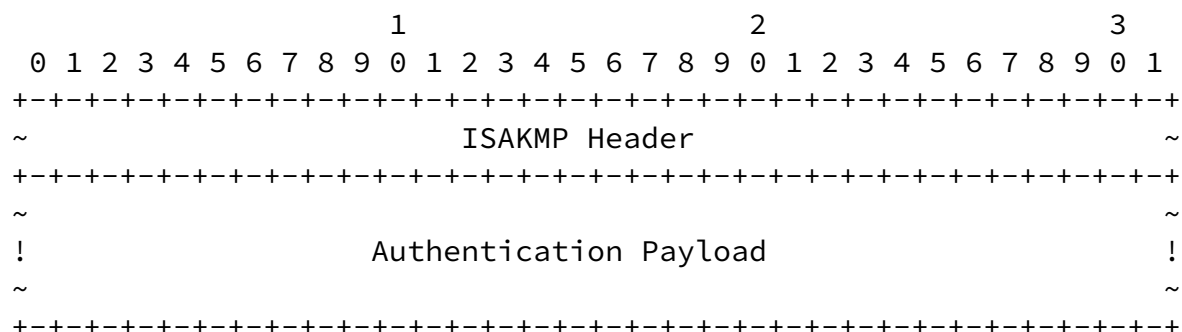 1                   2                   3
 0 1 2 3 4 5 6 7 8 9 0 1 2 3 4 5 6 7 8 9 0 1 2 3 4 5 6 7 8 9 0 1
+-+-+-+-+-+-+-+-+-+-+-+-+-+-+-+-+-+-+-+-+-+-+-+-+-+-+-+-+-+-+-+-+
~                         ISAKMP Header                          ~
+-+-+-+-+-+-+-+-+-+-+-+-+-+-+-+-+-+-+-+-+-+-+-+-+-+-+-+-+-+-+-+-+
~                                                               ~
!                   Authentication Payload                      !
~                                                               ~
+-+-+-+-+-+-+-+-+-+-+-+-+-+-+-+-+-+-+-+-+-+-+-+-+-+-+-+-+-+-+-+-+